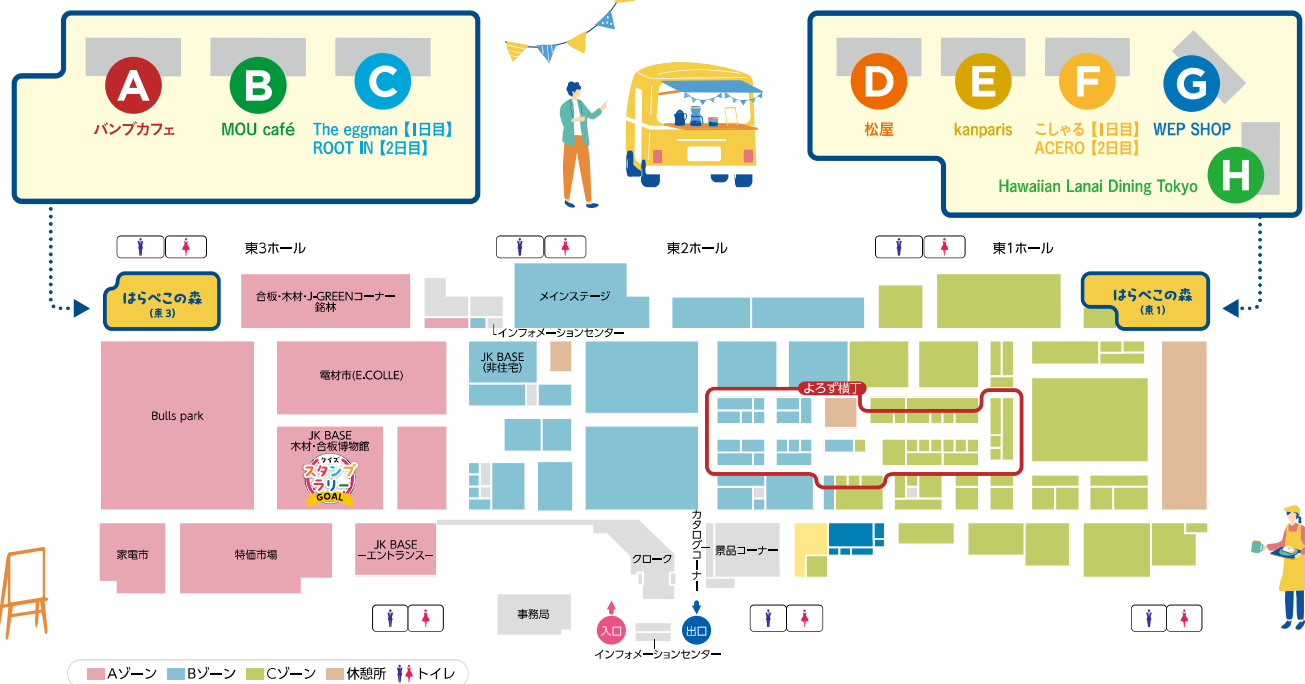 A
バンブカフェ
B
MOU café
C
The eggman【1日目】
ROOT IN【2日目】
D
松屋
E
kanparis
F
こしゃる【1日目】
ACERO【2日目】
G
WEP SHOP
H
Hawaiian Lanai Dining Tokyo
東3ホール
東2ホール
東1ホール
はらぺこの森
(東3)
合板・木材・J-GREENコーナー
銘林
メインステージ
インフォメーションセンター
はらぺこの森
(東1)
Bulls park
電材市(E.COLLE)
JK BASE
(非住宅)
よろず横丁
JK BASE
木材・合板博物館
クイズ
スタンプ
ラリー
GOAL
家電市
特価市場
JK BASE
ーエントランスー
クローク
カタログコーナー
景品コーナー
事務局
入口
出口
インフォメーションセンター
Aゾーン
Bゾーン
Cゾーン
休憩所
トイレ